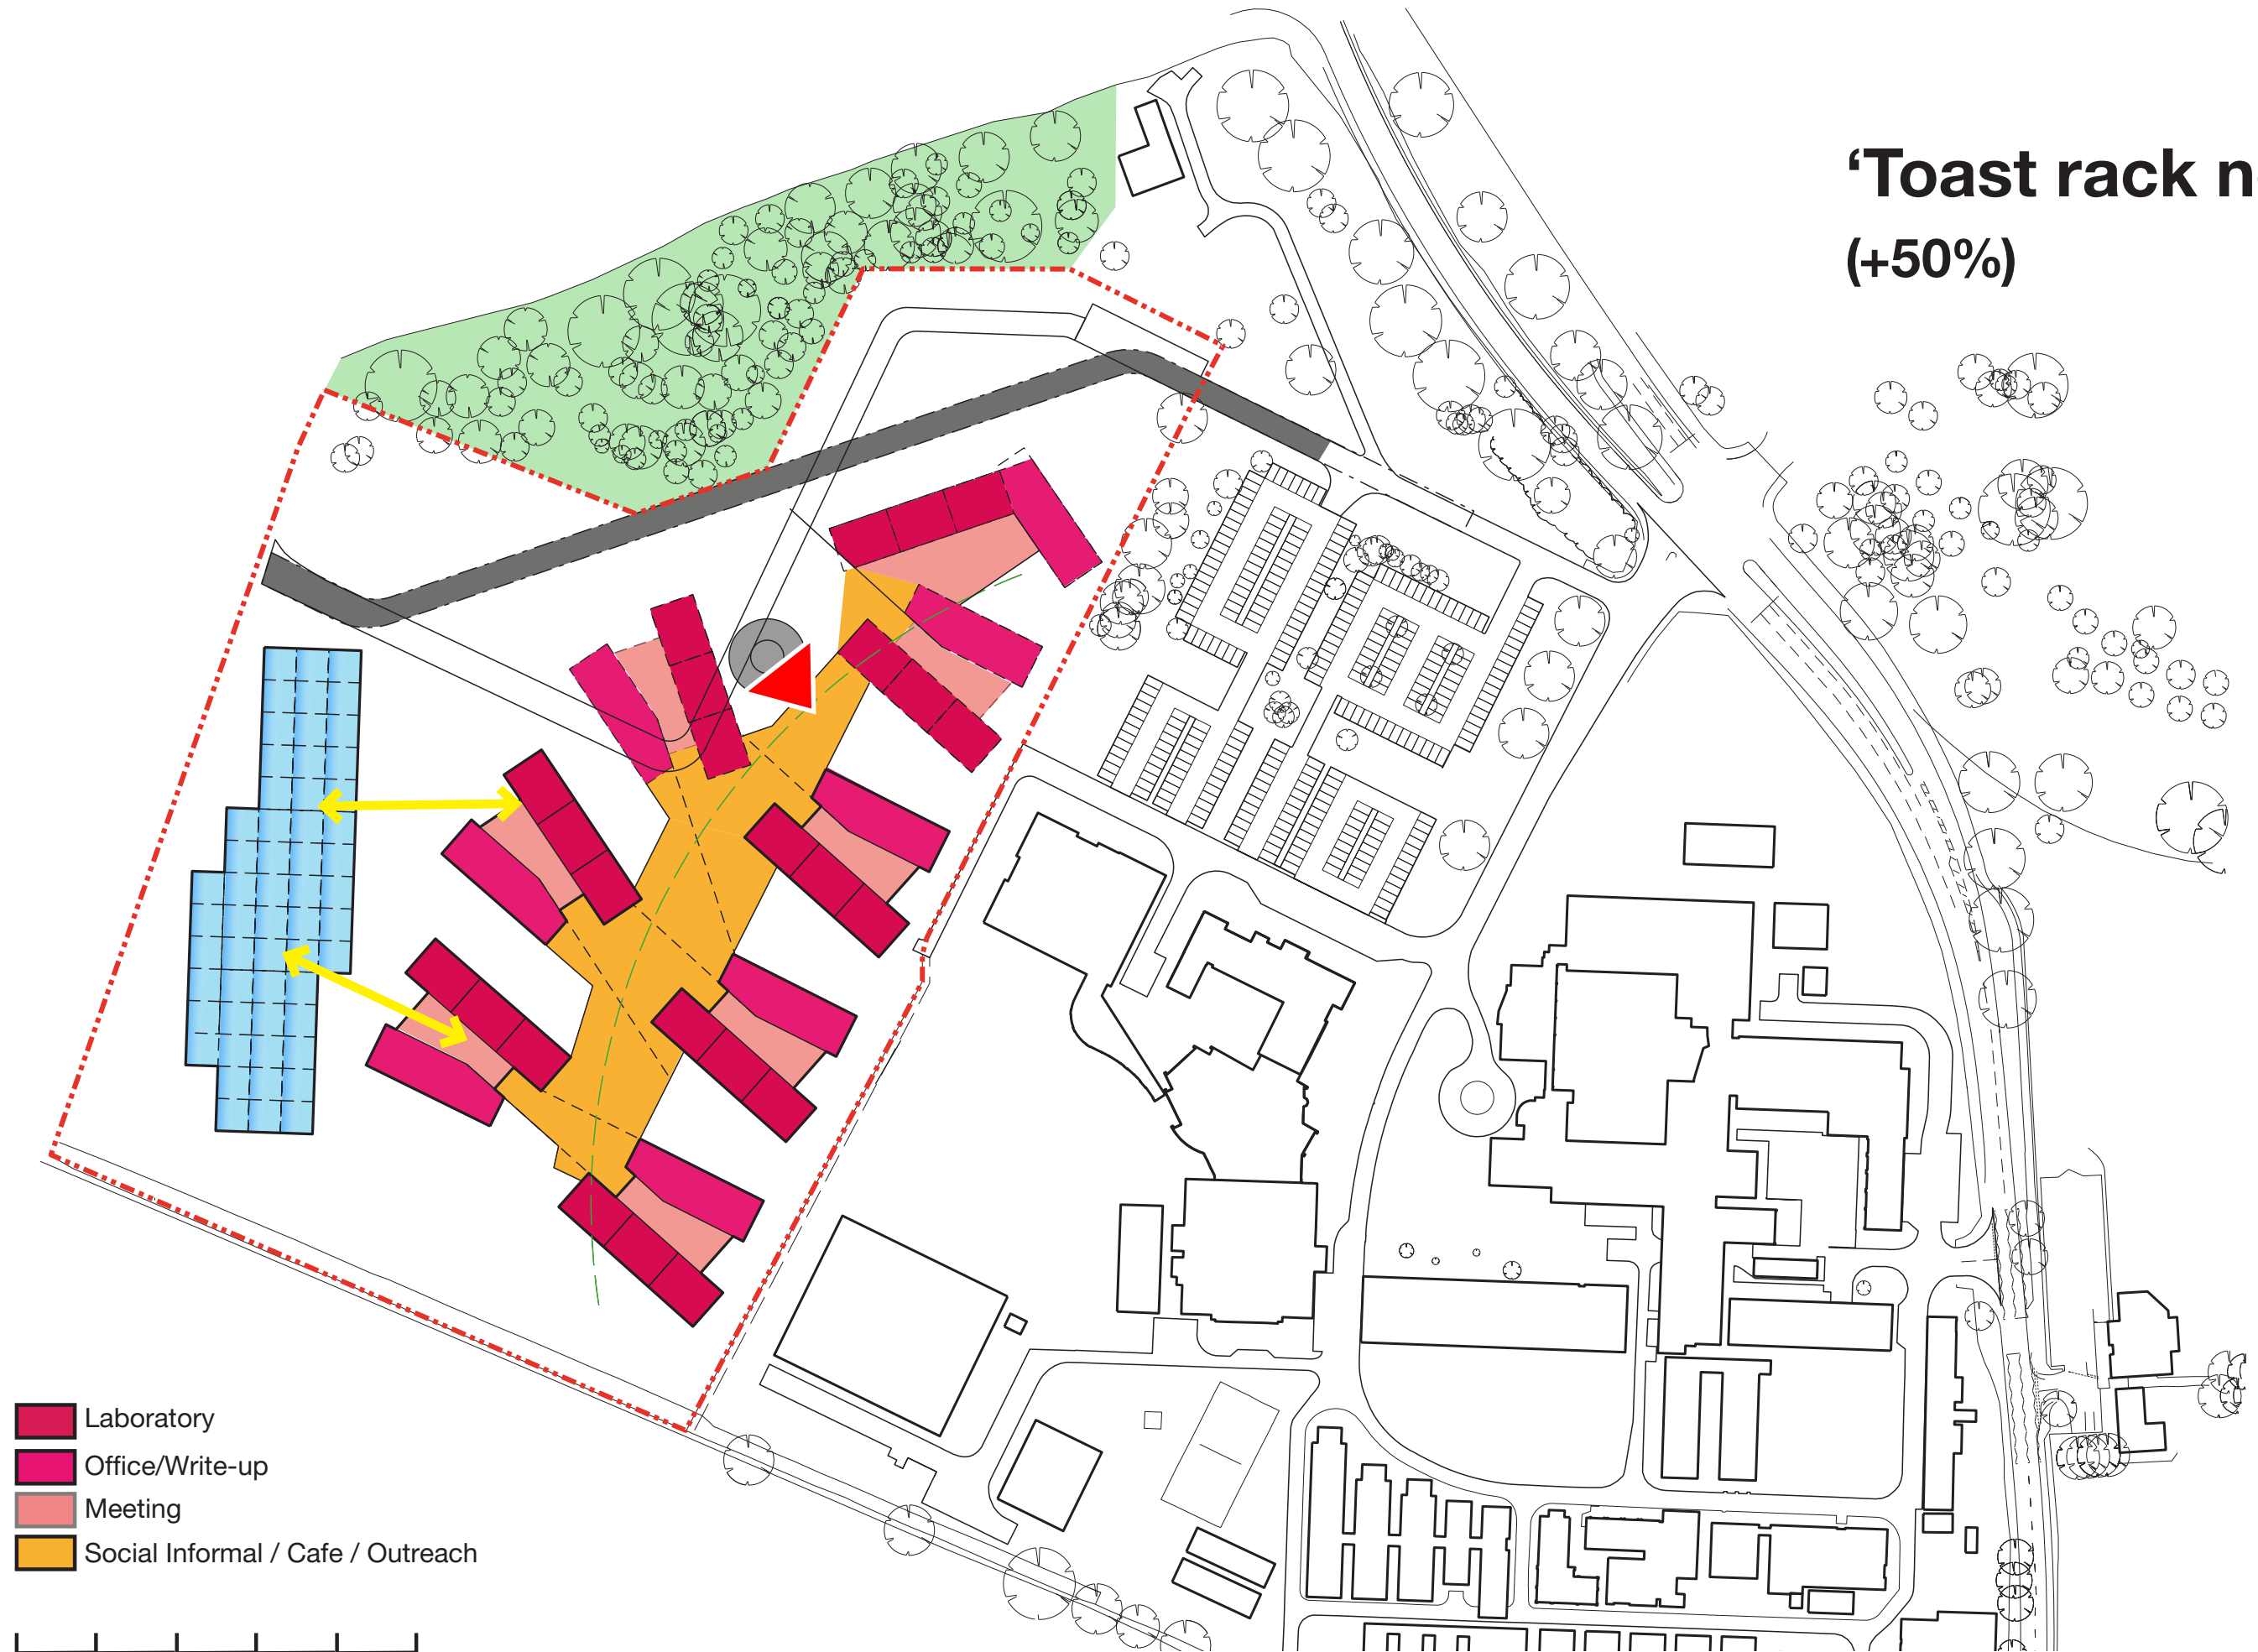 ‘Toast rack
(+50%)
Laboratory
Office/Write-up
Meeting
Social Informal / Cafe / Outreach